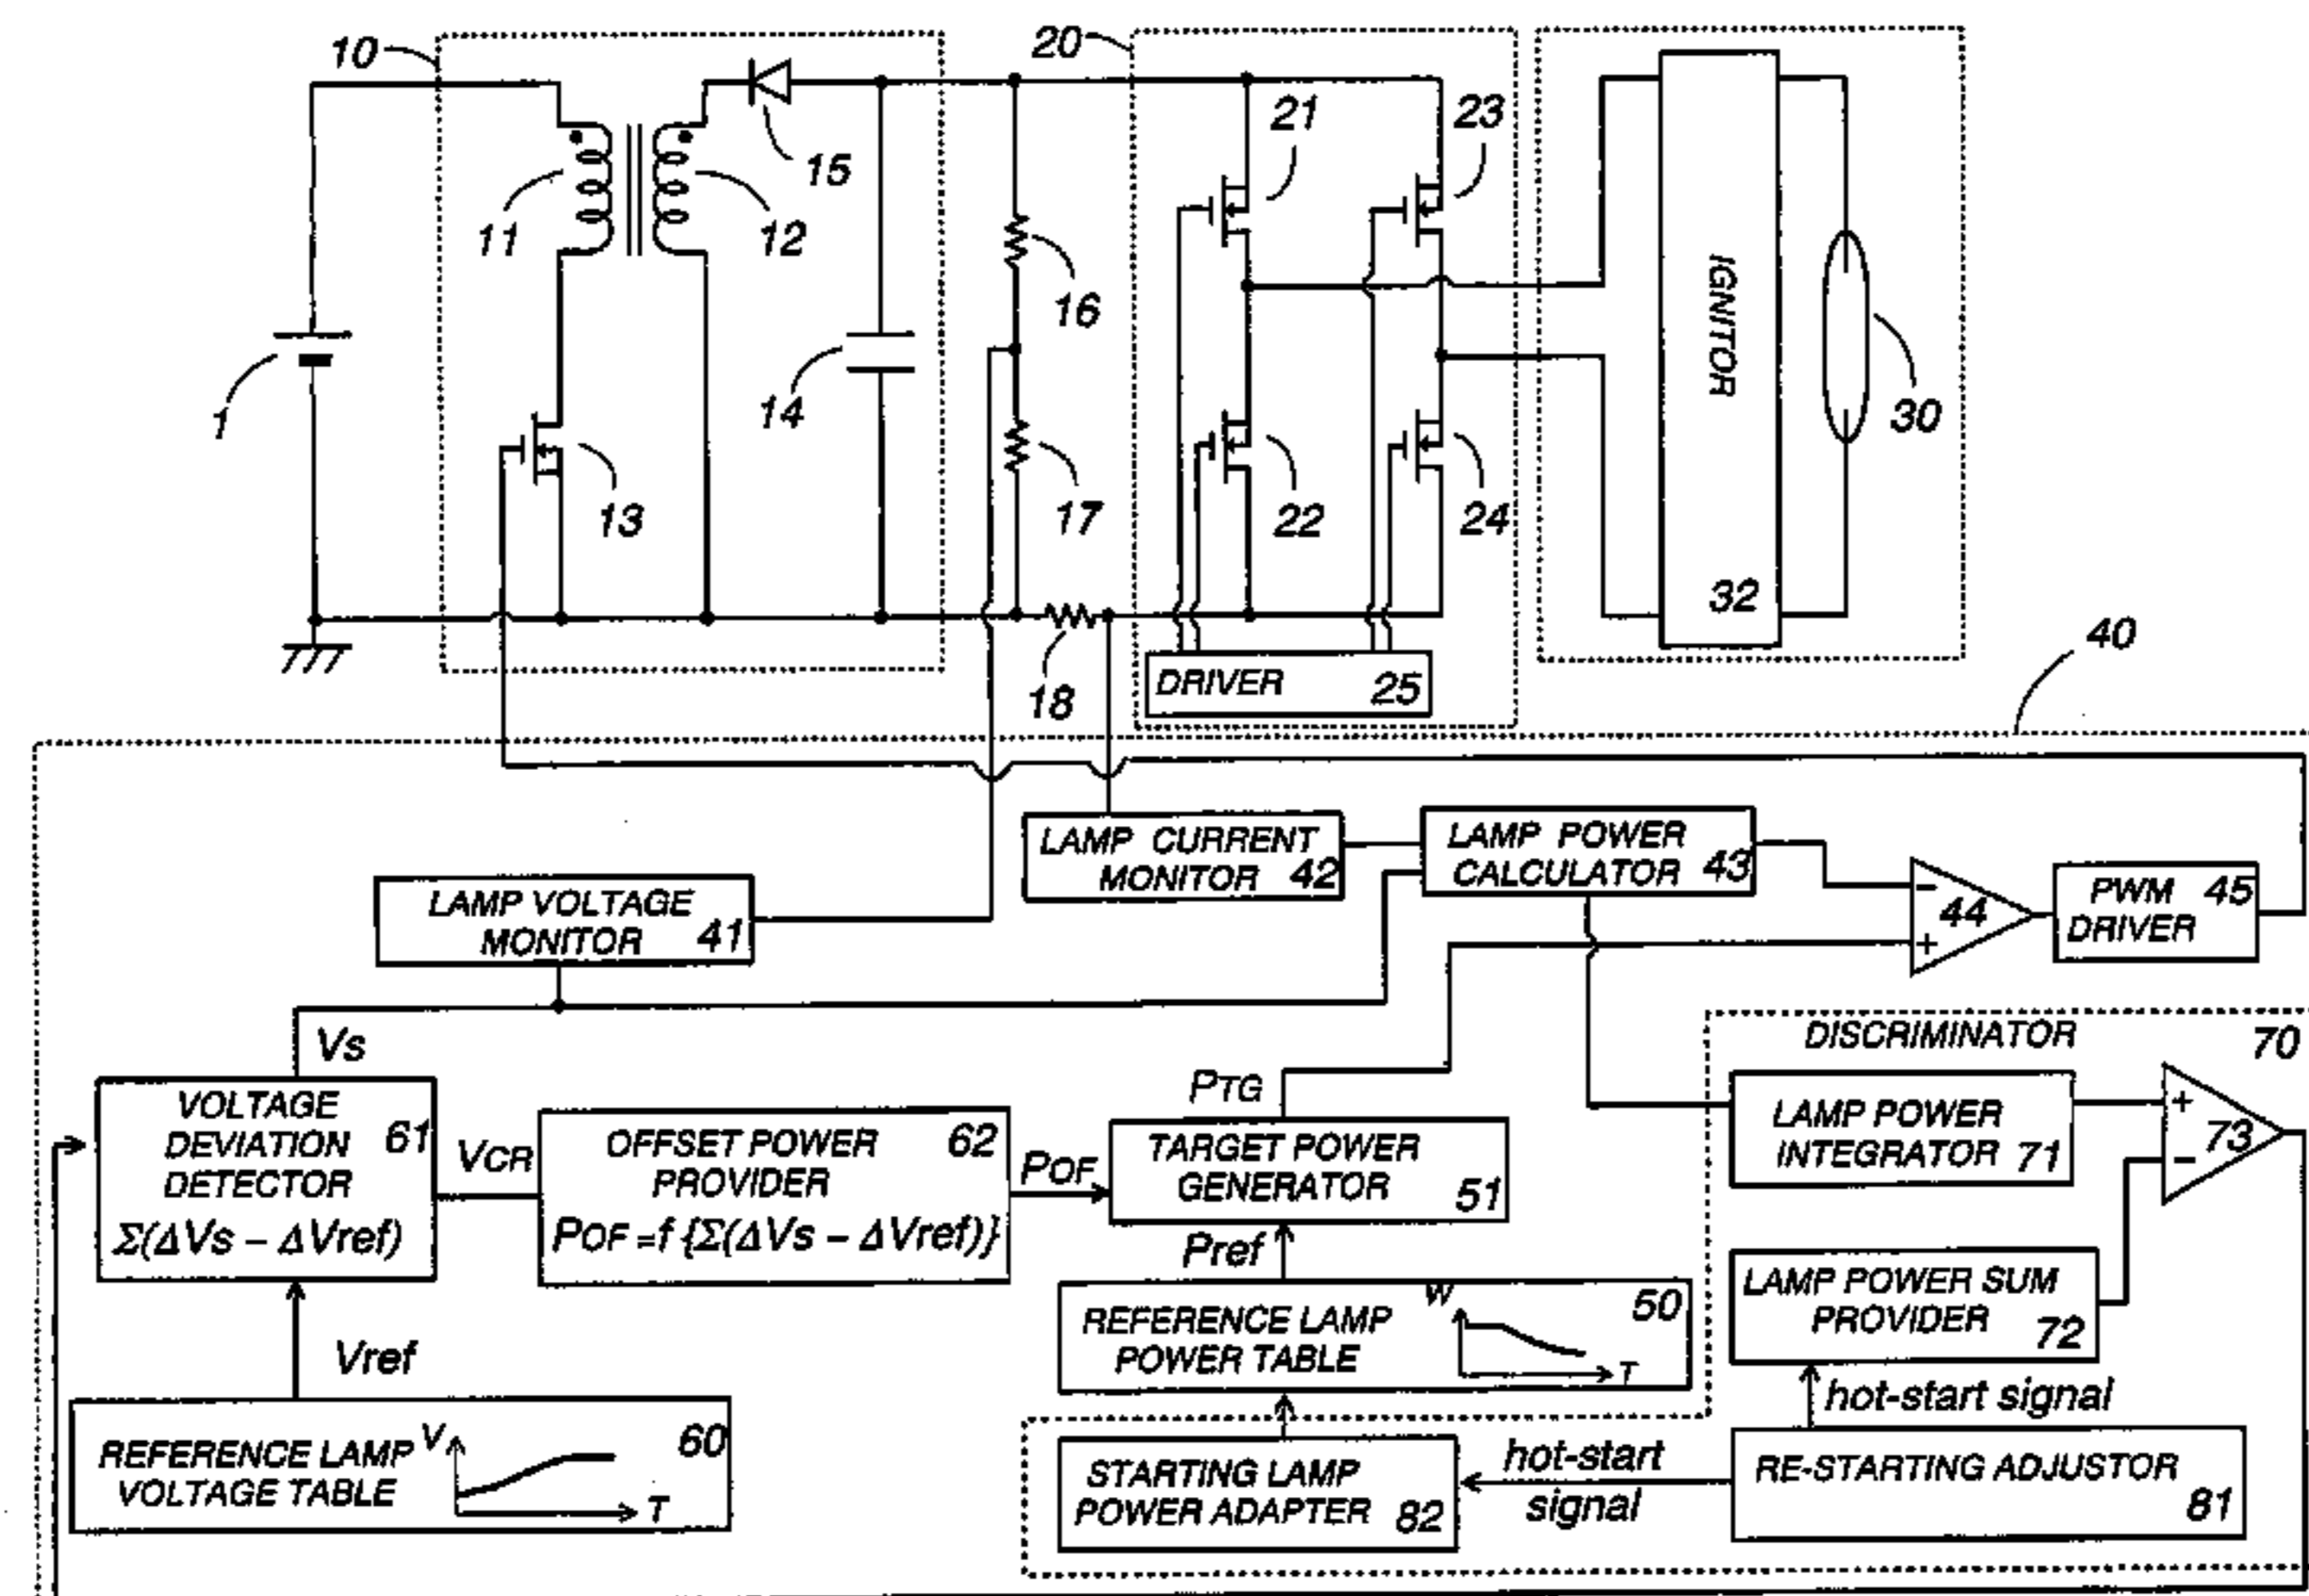 10
20
11
12
15
21
23
16
1
14
13
17
22
24
IGNITOR
32
30
18
DRIVER 25
40
LAMP CURRENT
MONITOR 42
LAMP POWER
CALCULATOR 43
LAMP VOLTAGE
MONITOR 41
− + 44
PWM 45
DRIVER
Vs
VOLTAGE
DEVIATION 61
DETECTOR
Σ(ΔVs − ΔVref)
VCR
OFFSET POWER 62
PROVIDER
POF =f {Σ(ΔVs − ΔVref)}
POF
PTG
TARGET POWER
GENERATOR 51
DISCRIMINATOR 70
LAMP POWER
INTEGRATOR 71
+ − 73
Pref
REFERENCE LAMP
POWER TABLE
W T 50
LAMP POWER SUM
PROVIDER 72
Vref
hot-start signal
REFERENCE LAMP
VOLTAGE TABLE
V T 60
STARTING LAMP
POWER ADAPTER 82
hot-start
signal
RE-STARTING ADJUSTOR
81